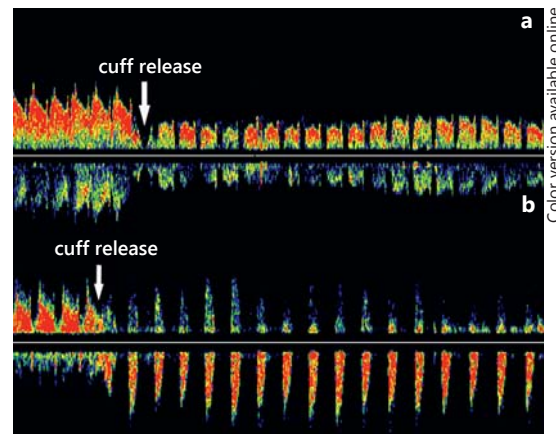 a
cuff release
b
cuff release
Color version available online